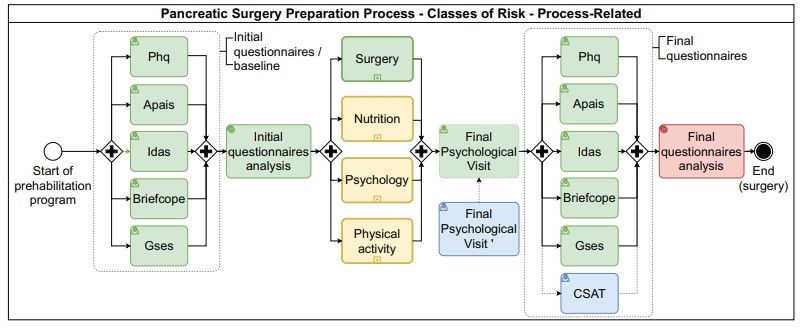 Pancreatic Surgery Preparation Process - Classes of Risk - Process-Related
Start of
prehabilitation
program
Phq
Apais
Idas
Briefcope
Gses
Initial
questionnaires /
baseline
Initial
questionnaires
analysis
Surgery
Nutrition
Psychology
Physical
activity
Final
Psychological
Visit
Final
Psychological
Visit '
Phq
Apais
Idas
Briefcope
Gses
CSAT
Final
questionnaires
Final
questionnaires
analysis
End
(surgery)